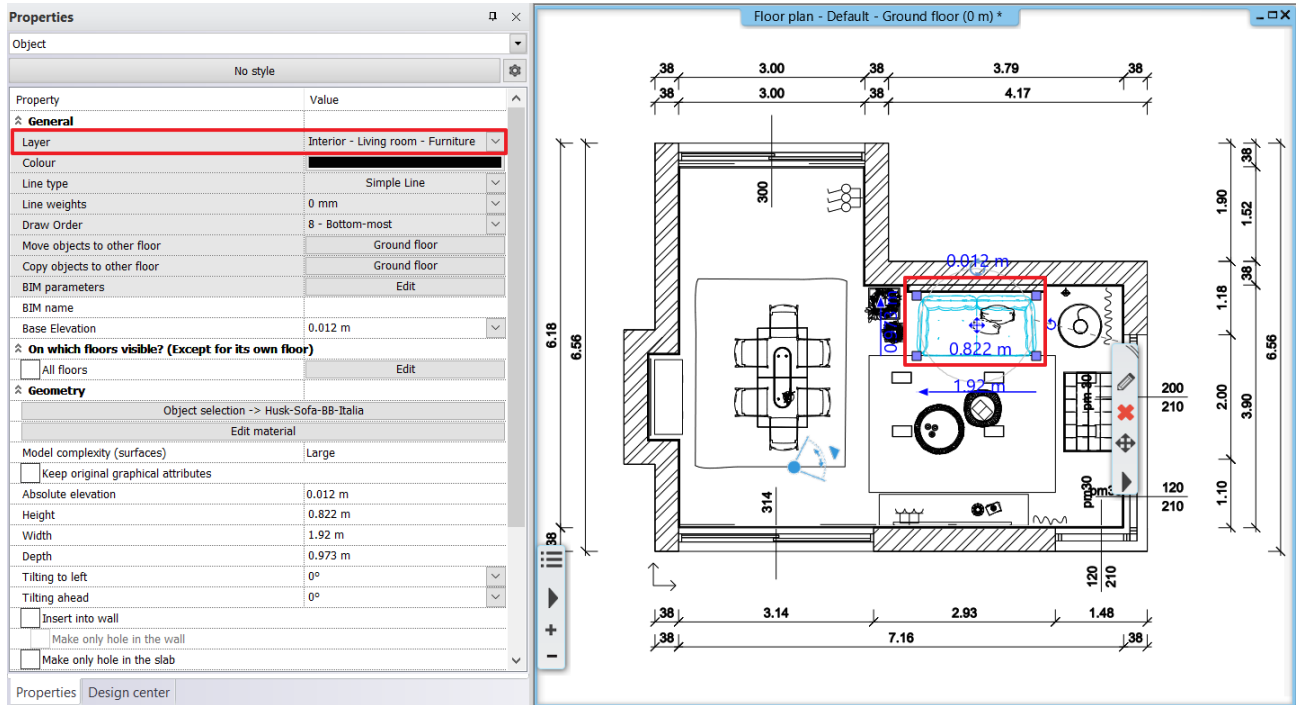 Properties
Object
No style
Property Value
General
Layer Interior - Living room - Furniture
Colour
Line type Simple Line
Line weights 0 mm
Draw Order 8 - Bottom-most
Move objects to other floor Ground floor
Copy objects to other floor Ground floor
BIM parameters Edit
BIM name
Base Elevation 0.012 m
On which floors visible? (Except for its own floor)
All floors Edit
Geometry
Object selection -> Husk-Sofa-BB-Italia
Edit material
Model complexity (surfaces) Large
Keep original graphical attributes
Absolute elevation 0.012 m
Height 0.822 m
Width 1.92 m
Depth 0.973 m
Tilting to left 0°
Tilting ahead 0°
Insert into wall
Make only hole in the wall
Make only hole in the slab
Properties Design center
Floor plan - Default - Ground floor (0 m) *
38 3.00 38 3.79 38
38 3.00 38 4.17
38
300
1.90
1.52
0.012 m
38
1.18
6.18
6.56
0.822 m
6.56
1.92 m
pm 30
200
210
2.00
3.90
pm30
pm3
120
210
1.10
314
38
120
210
38 3.14 2.93 1.48
38 7.16 38